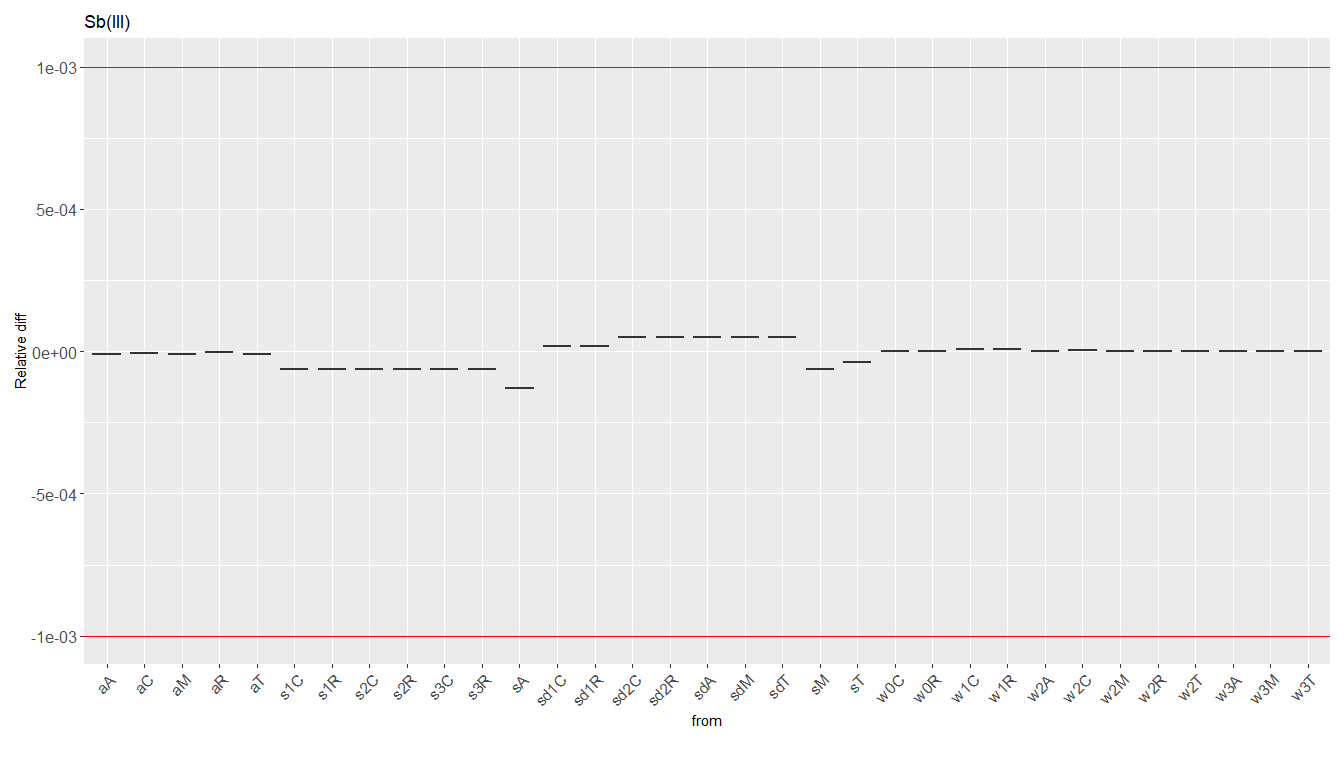 Sb(III)
1e-03
5e-04
0e+00
-5e-04
-1e-03
Relative diff
aA aC aM aR aT s1C s1R s2C s2R s3C s3R sA sd1C sd1R sd2C sd2R sdA sdM sdT sM sT w0C w0R w1C w1R w2A w2C w2M w2R w2T w3A w3M w3T
from